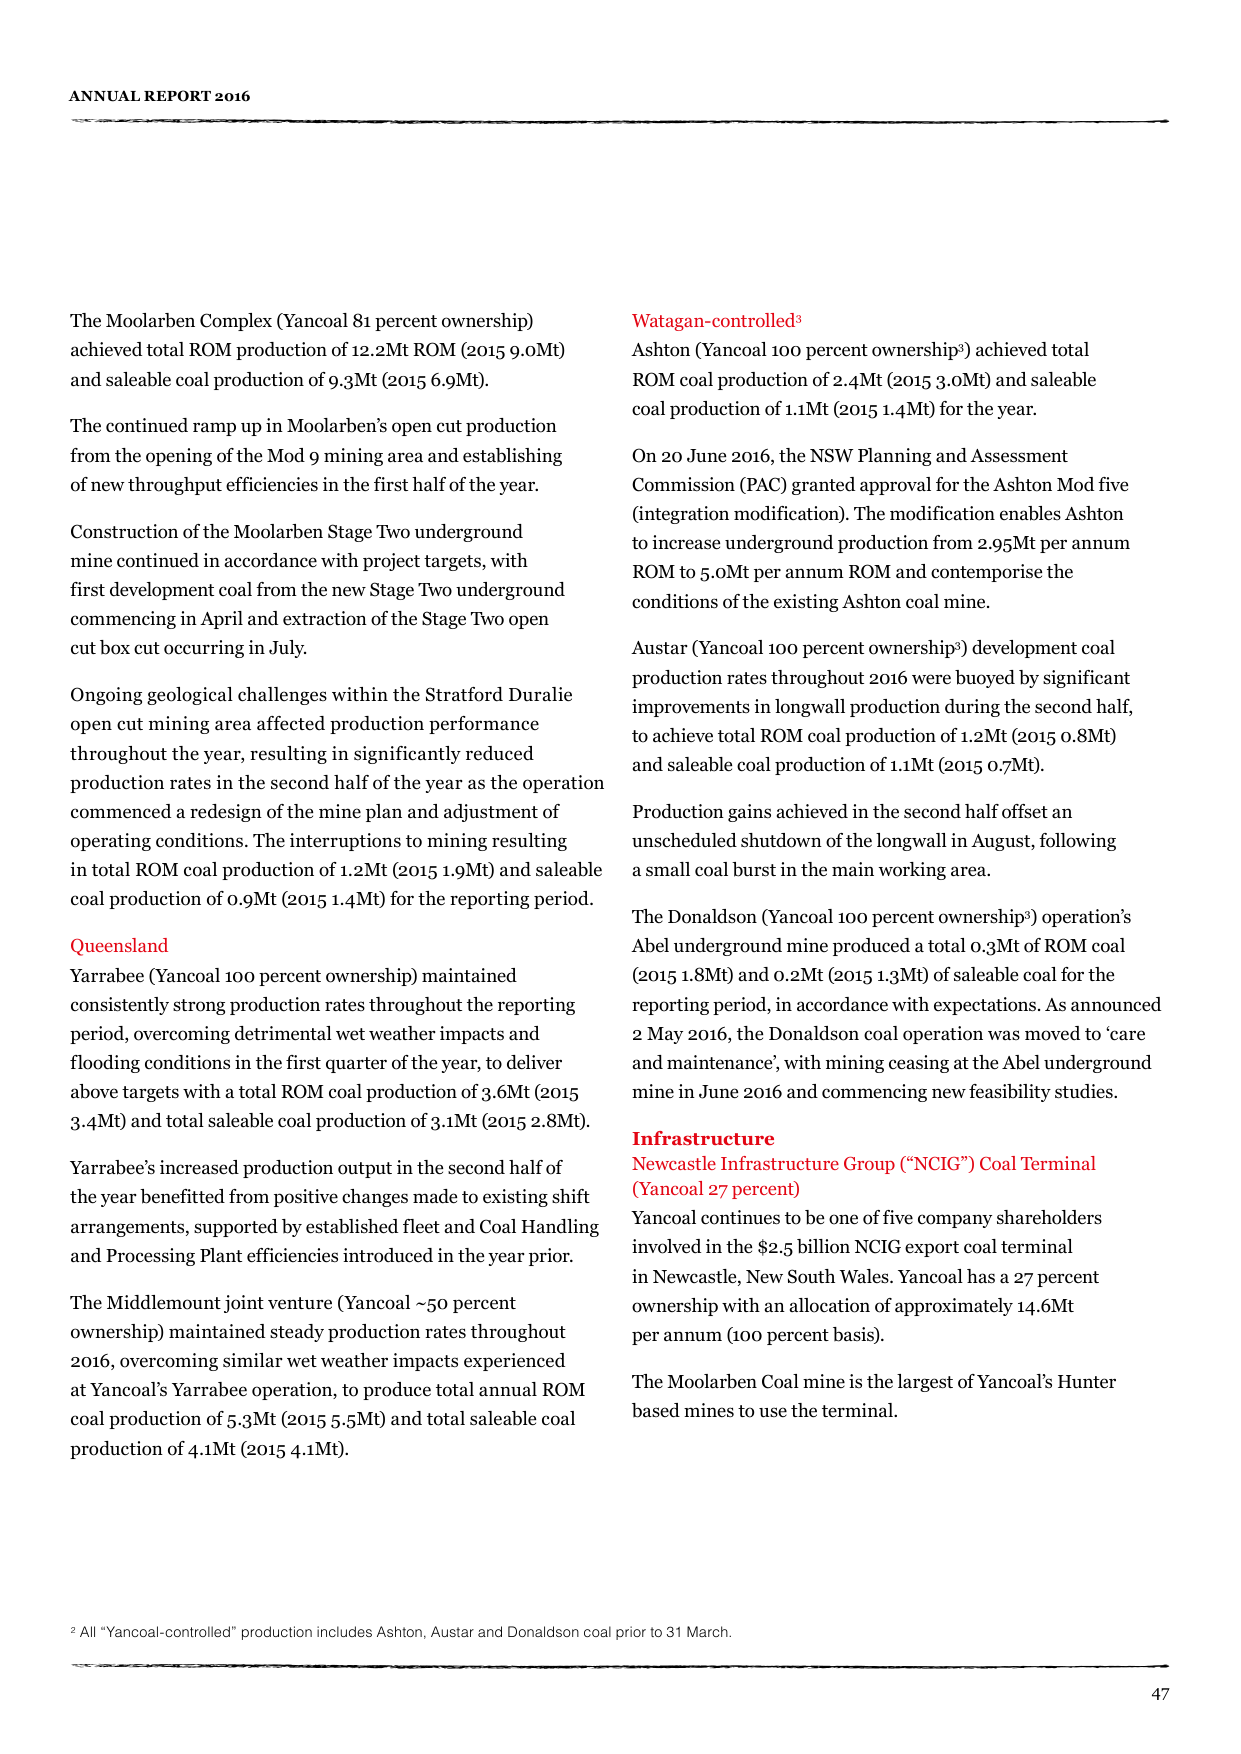 ANNUAL REPORT 2016
The Moolarben Complex (Yancoal 81 percent ownership)
achieved total ROM production of 12.2Mt ROM (2015 9.0Mt)
and saleable coal production of 9.3Mt (2015 6.9Mt).
The continued ramp up in Moolarben’s open cut production
from the opening of the Mod 9 mining area and establishing
of new throughput efficiencies in the first half of the year.
Construction of the Moolarben Stage Two underground
mine continued in accordance with project targets, with
first development coal from the new Stage Two underground
commencing in April and extraction of the Stage Two open
cut box cut occurring in July.
Ongoing geological challenges within the Stratford Duralie
open cut mining area affected production performance
throughout the year, resulting in significantly reduced
production rates in the second half of the year as the operation
commenced a redesign of the mine plan and adjustment of
operating conditions. The interruptions to mining resulting
in total ROM coal production of 1.2Mt (2015 1.9Mt) and saleable
coal production of 0.9Mt (2015 1.4Mt) for the reporting period.
Queensland
Yarrabee (Yancoal 100 percent ownership) maintained
consistently strong production rates throughout the reporting
period, overcoming detrimental wet weather impacts and
flooding conditions in the first quarter of the year, to deliver
above targets with a total ROM coal production of 3.6Mt (2015
3.4Mt) and total saleable coal production of 3.1Mt (2015 2.8Mt).
Yarrabee’s increased production output in the second half of
the year benefitted from positive changes made to existing shift
arrangements, supported by established fleet and Coal Handling
and Processing Plant efficiencies introduced in the year prior.
The Middlemount joint venture (Yancoal ~50 percent
ownership) maintained steady production rates throughout
2016, overcoming similar wet weather impacts experienced
at Yancoal’s Yarrabee operation, to produce total annual ROM
coal production of 5.3Mt (2015 5.5Mt) and total saleable coal
production of 4.1Mt (2015 4.1Mt).
Watagan-controlled³
Ashton (Yancoal 100 percent ownership³) achieved total
ROM coal production of 2.4Mt (2015 3.0Mt) and saleable
coal production of 1.1Mt (2015 1.4Mt) for the year.
On 20 June 2016, the NSW Planning and Assessment
Commission (PAC) granted approval for the Ashton Mod five
(integration modification). The modification enables Ashton
to increase underground production from 2.95Mt per annum
ROM to 5.0Mt per annum ROM and contemporise the
conditions of the existing Ashton coal mine.
Austar (Yancoal 100 percent ownership³) development coal
production rates throughout 2016 were buoyed by significant
improvements in longwall production during the second half,
to achieve total ROM coal production of 1.2Mt (2015 0.8Mt)
and saleable coal production of 1.1Mt (2015 0.7Mt).
Production gains achieved in the second half offset an
unscheduled shutdown of the longwall in August, following
a small coal burst in the main working area.
The Donaldson (Yancoal 100 percent ownership³) operation’s
Abel underground mine produced a total 0.3Mt of ROM coal
(2015 1.8Mt) and 0.2Mt (2015 1.3Mt) of saleable coal for the
reporting period, in accordance with expectations. As announced
2 May 2016, the Donaldson coal operation was moved to ‘care
and maintenance’, with mining ceasing at the Abel underground
mine in June 2016 and commencing new feasibility studies.
Infrastructure
Newcastle Infrastructure Group (“NCIG”) Coal Terminal
(Yancoal 27 percent)
Yancoal continues to be one of five company shareholders
involved in the $2.5 billion NCIG export coal terminal
in Newcastle, New South Wales. Yancoal has a 27 percent
ownership with an allocation of approximately 14.6Mt
per annum (100 percent basis).
The Moolarben Coal mine is the largest of Yancoal’s Hunter
based mines to use the terminal.
² All “Yancoal-controlled” production includes Ashton, Austar and Donaldson coal prior to 31 March.
47